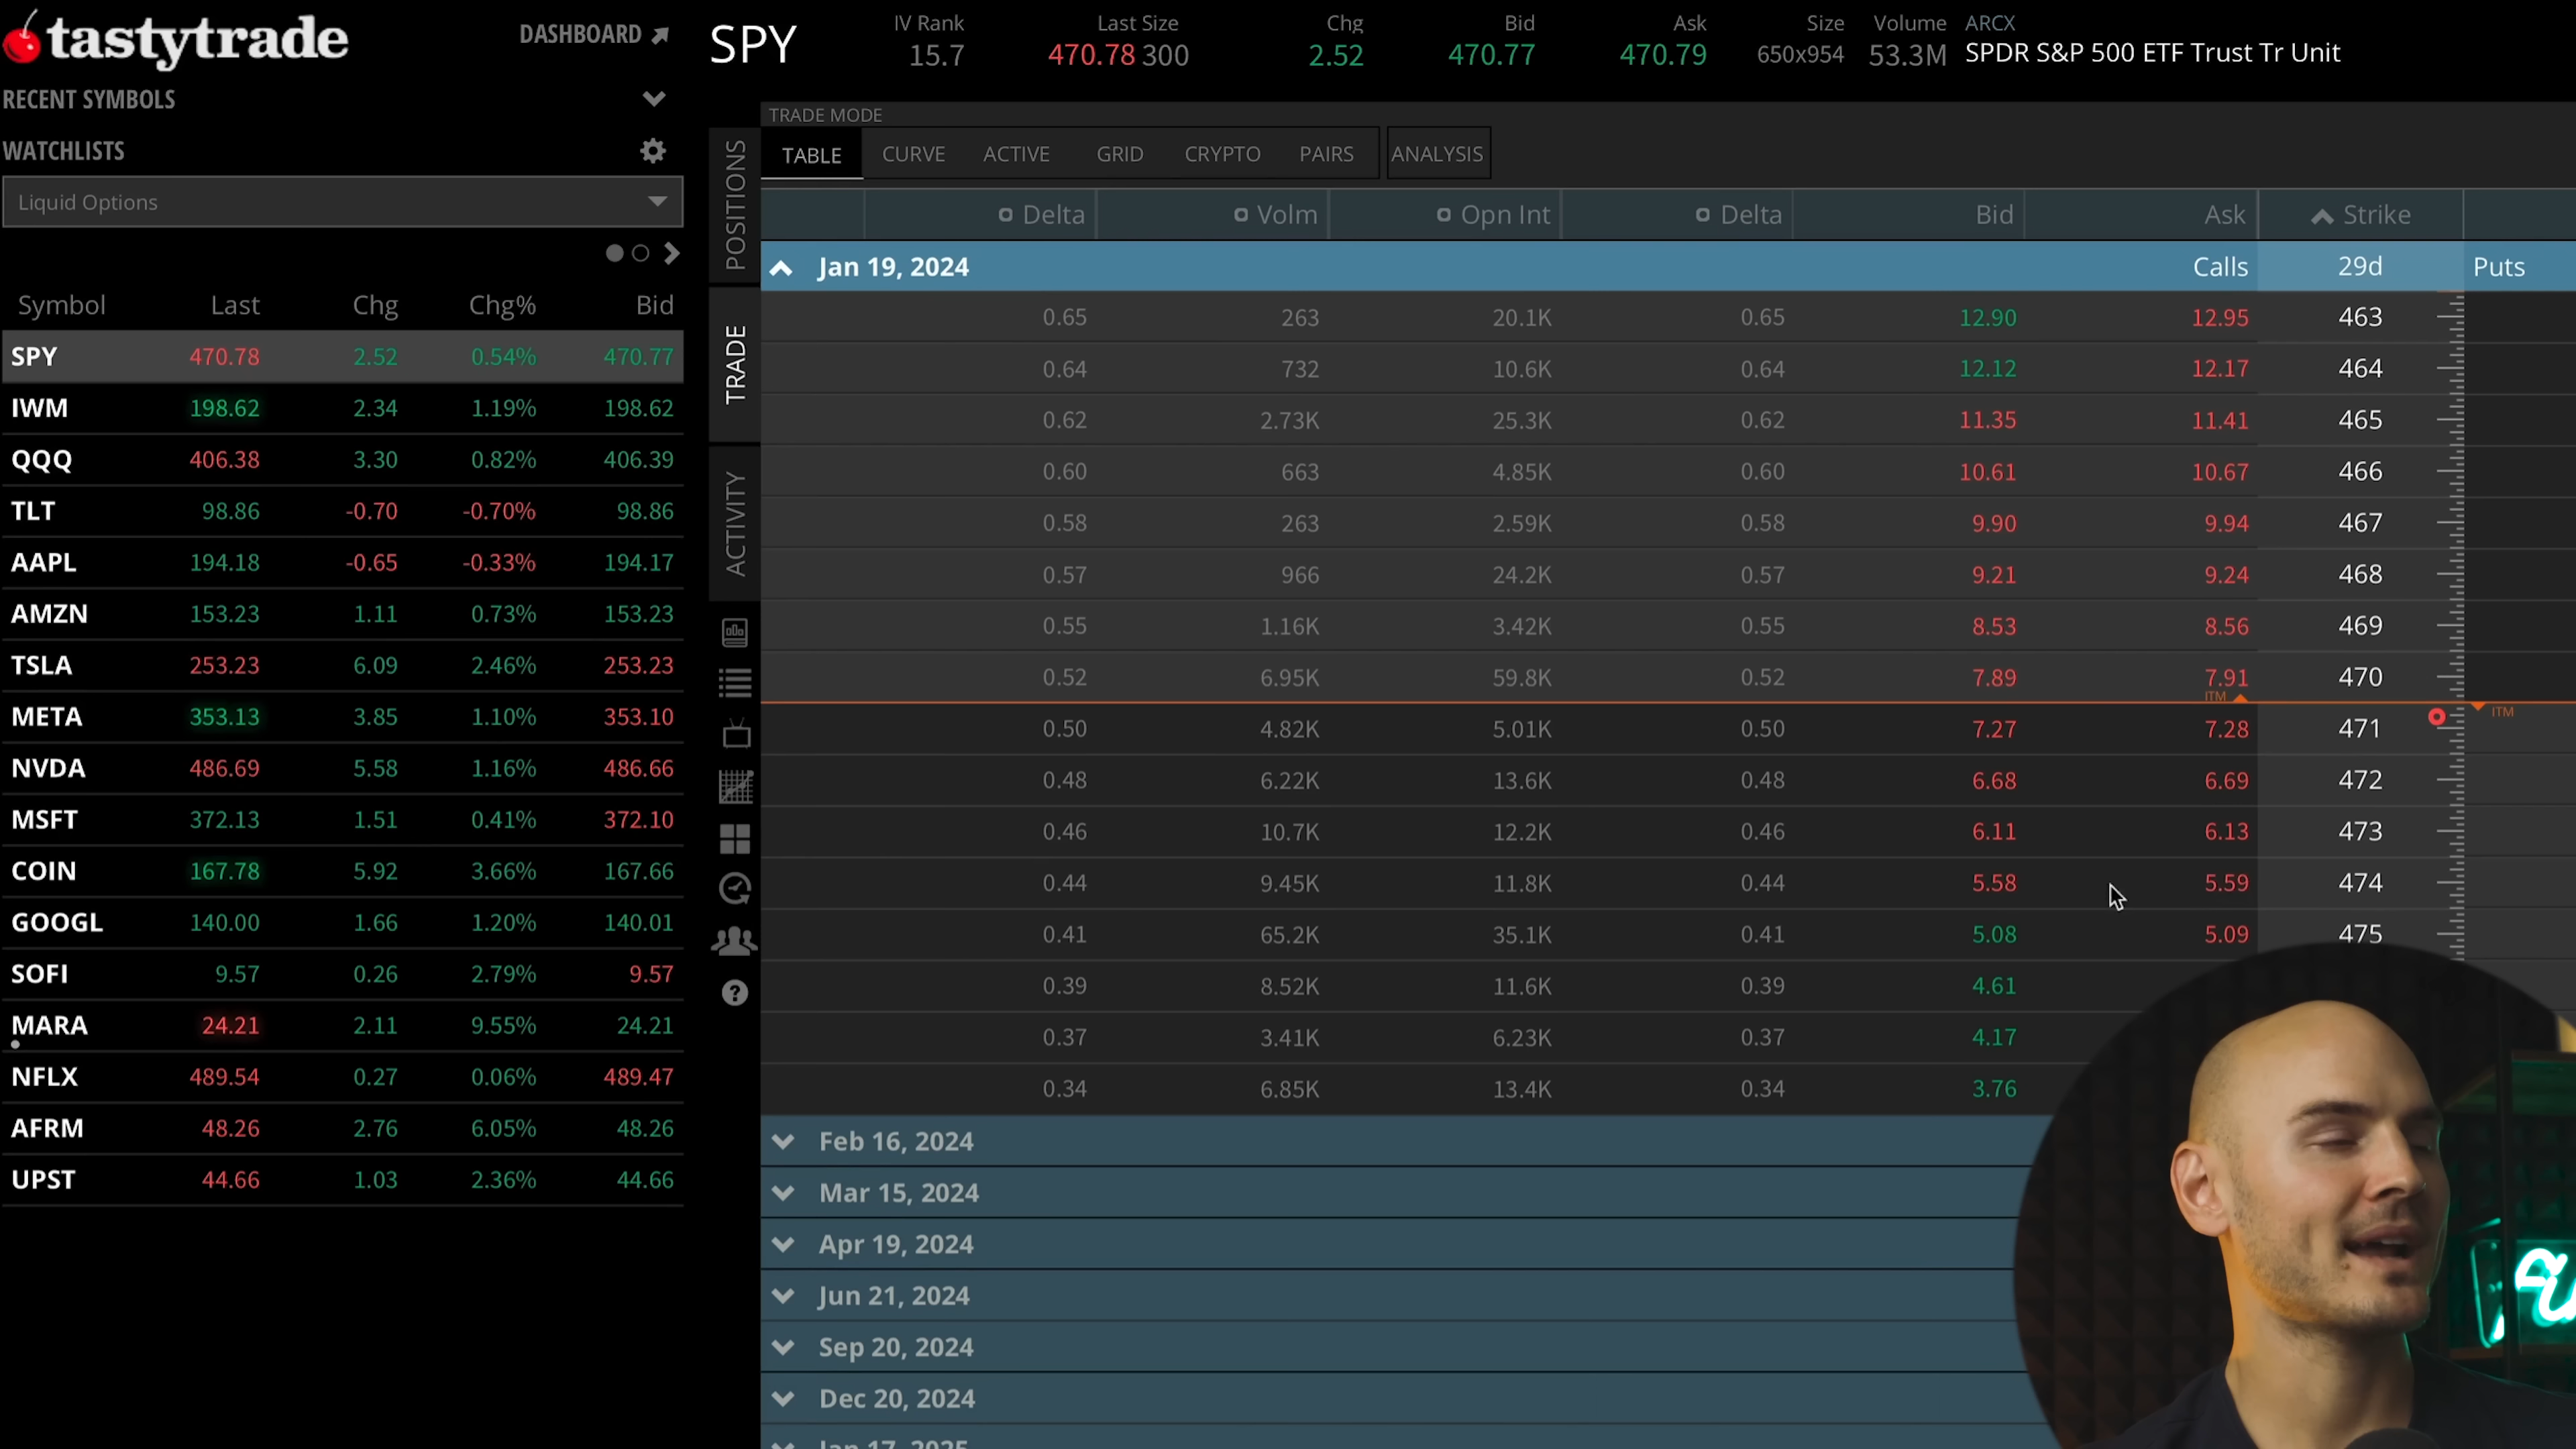 tastytrade
DASHBOARD
RECENT SYMBOLS
WATCHLISTS
Liquid Options
Symbol Last Chg Chg% Bid
SPY 470.78 2.52 0.54% 470.77
IWM 198.62 2.34 1.19% 198.62
QQQ 406.38 3.30 0.82% 406.39
TLT 98.86 -0.70 -0.70% 98.86
AAPL 194.18 -0.65 -0.33% 194.17
AMZN 153.23 1.11 0.73% 153.23
TSLA 253.23 6.09 2.46% 253.23
META 353.13 3.85 1.10% 353.10
NVDA 486.69 5.58 1.16% 486.66
MSFT 372.13 1.51 0.41% 372.10
COIN 167.78 5.92 3.66% 167.66
GOOGL 140.00 1.66 1.20% 140.01
SOFI 9.57 0.26 2.79% 9.57
MARA 24.21 2.11 9.55% 24.21
NFLX 489.54 0.27 0.06% 489.47
AFRM 48.26 2.76 6.05% 48.26
UPST 44.66 1.03 2.36% 44.66
SPY
IV Rank Last Size Chg Bid Ask Size Volume ARCX
15.7 470.78 300 2.52 470.77 470.79 650x954 53.3M SPDR S&P 500 ETF Trust Tr Unit
POSITIONS
TRADE
ACTIVITY
TRADE MODE
TABLE CURVE ACTIVE GRID CRYPTO PAIRS ANALYSIS
Delta Volm Opn Int Delta Bid Ask Strike
Jan 19, 2024 Calls 29d Puts
0.65 263 20.1K 0.65 12.90 12.95 463
0.64 732 10.6K 0.64 12.12 12.17 464
0.62 2.73K 25.3K 0.62 11.35 11.41 465
0.60 663 4.85K 0.60 10.61 10.67 466
0.58 263 2.59K 0.58 9.90 9.94 467
0.57 966 24.2K 0.57 9.21 9.24 468
0.55 1.16K 3.42K 0.55 8.53 8.56 469
0.52 6.95K 59.8K 0.52 7.89 7.91 470
ITM
ITM
0.50 4.82K 5.01K 0.50 7.27 7.28 471
0.48 6.22K 13.6K 0.48 6.68 6.69 472
0.46 10.7K 12.2K 0.46 6.11 6.13 473
0.44 9.45K 11.8K 0.44 5.58 5.59 474
0.41 65.2K 35.1K 0.41 5.08 5.09 475
0.39 8.52K 11.6K 0.39 4.61
0.37 3.41K 6.23K 0.37 4.17
0.34 6.85K 13.4K 0.34 3.76
Feb 16, 2024
Mar 15, 2024
Apr 19, 2024
Jun 21, 2024
Sep 20, 2024
Dec 20, 2024
Jan 17, 2025